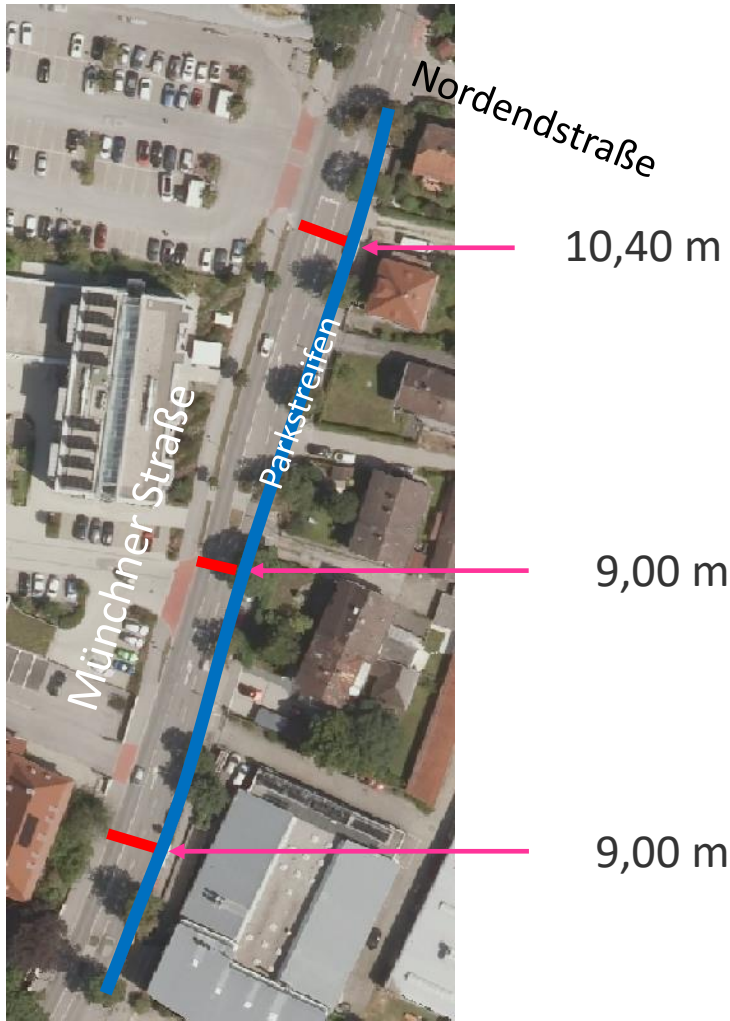 Nordendstraße
10,40 m
Parkstreifen
Münchner Straße
9,00 m
9,00 m